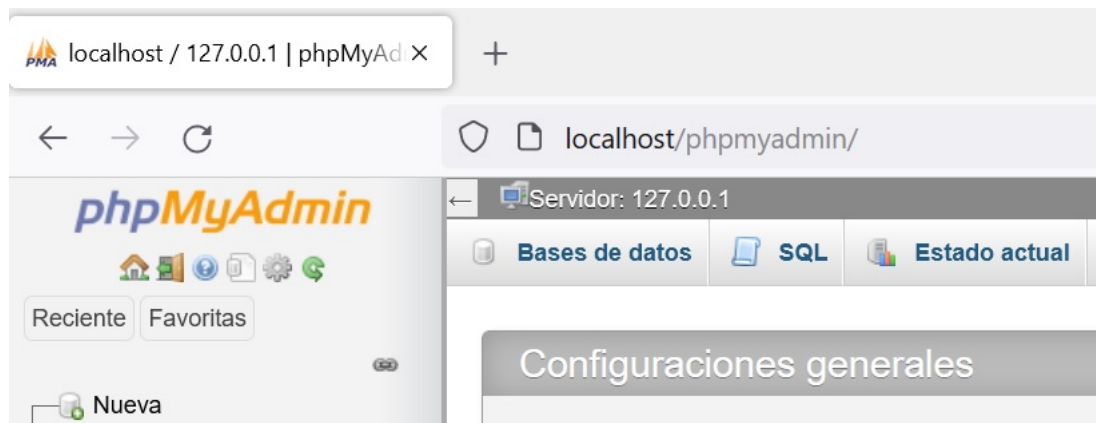 PMA localhost / 127.0.0.1 | phpMyAd
localhost/phpmyadmin/
phpMyAdmin
Servidor: 127.0.0.1
Bases de datos SQL Estado actual
Reciente Favoritas
Configuraciones generales
Nueva